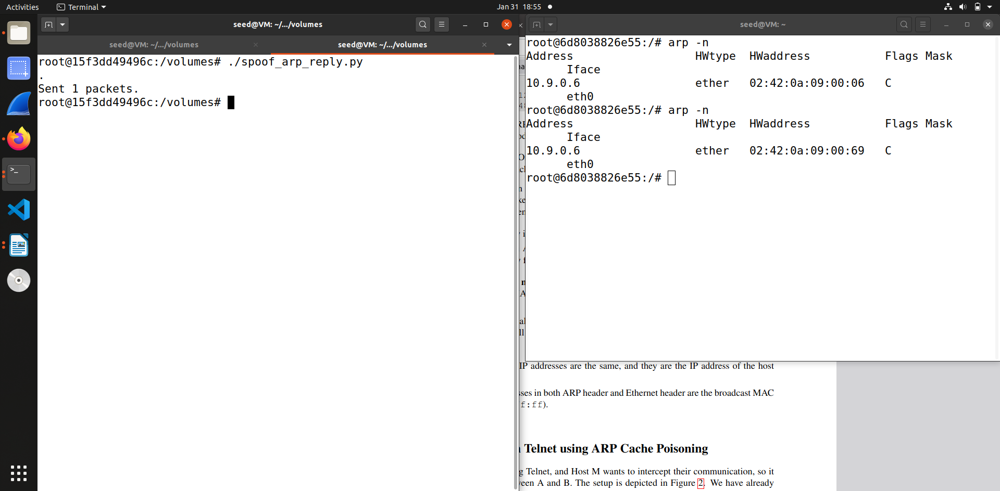 Activities Terminal Jan 31 18:55
seed@VM: ~/.../volumes
seed@VM: ~/.../volumes seed@VM: ~/.../volumes
root@15f3dd49496c:/volumes# ./spoof_arp_reply.py
.
Sent 1 packets.
root@15f3dd49496c:/volumes#
seed@VM: ~
root@6d8038826e55:/# arp -n
Address HWtype HWaddress Flags Mask
Iface
10.9.0.6 ether 02:42:0a:09:00:06 C
eth0
root@6d8038826e55:/# arp -n
Address HWtype HWaddress Flags Mask
Iface
10.9.0.6 ether 02:42:0a:09:00:69 C
eth0
root@6d8038826e55:/#
IP addresses are the same, and they are the IP address of the host
sses in both ARP header and Ethernet header are the broadcast MAC
f:ff).
Telnet using ARP Cache Poisoning
g Telnet, and Host M wants to intercept their communication, so it
veen A and B. The setup is depicted in Figure 2. We have already